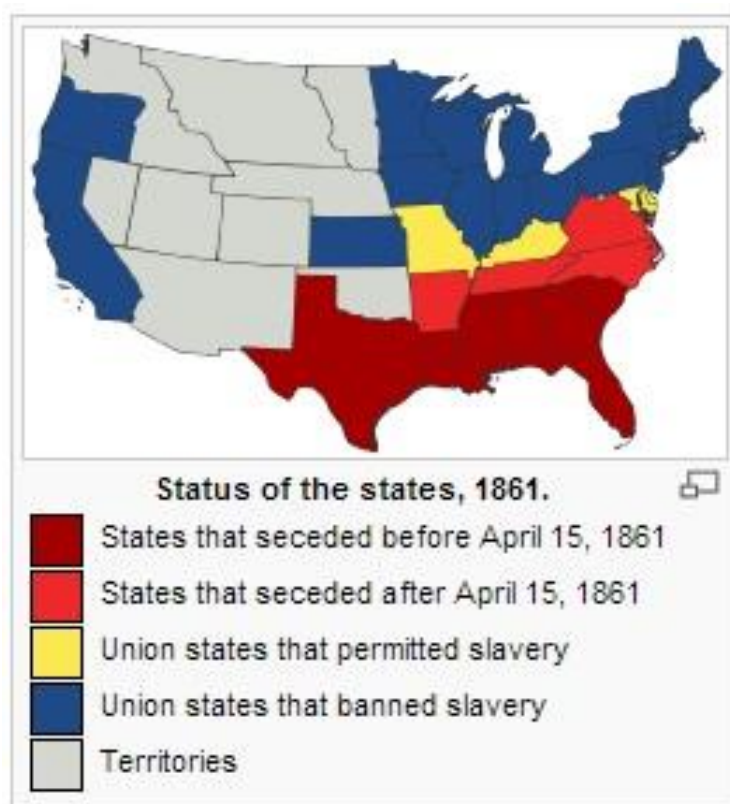 Status of the states, 1861.
States that seceded before April 15, 1861
States that seceded after April 15, 1861
Union states that permitted slavery
Union states that banned slavery
Territories